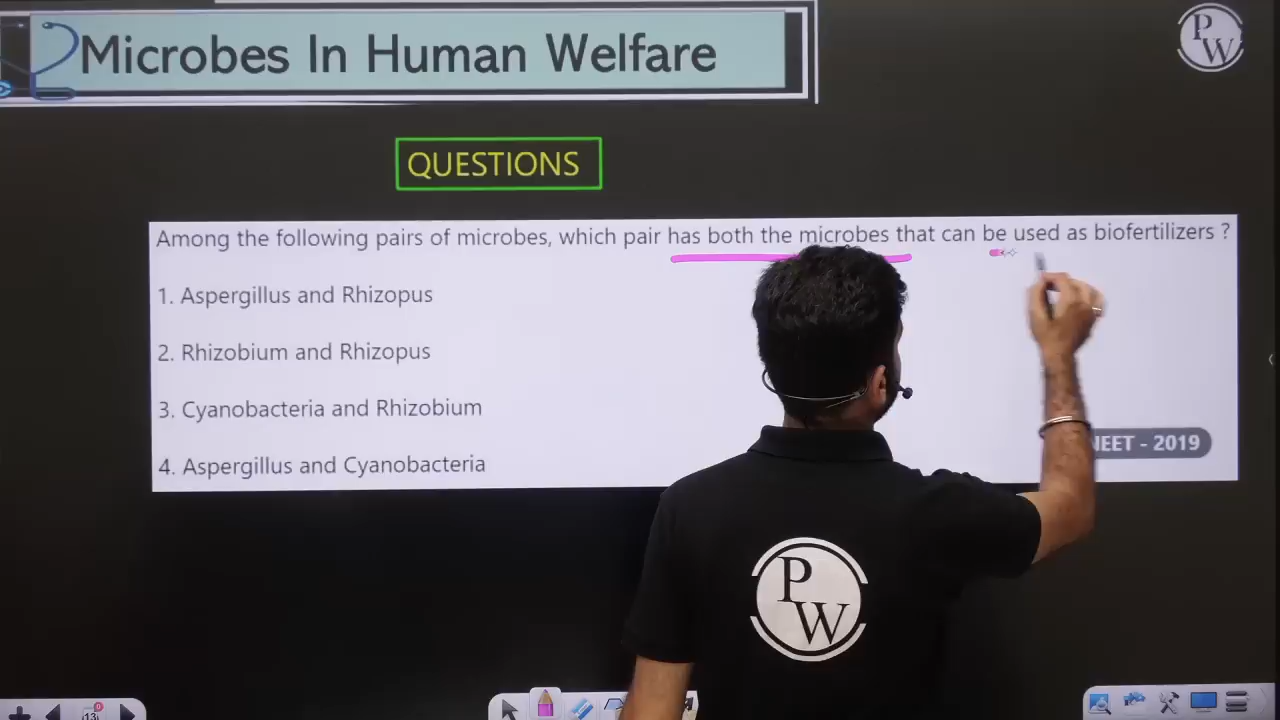 Microbes In Human Welfare
PW
QUESTIONS
Among the following pairs of microbes, which pair has both the microbes that can be used as biofertilizers ?
1. Aspergillus and Rhizopus
2. Rhizobium and Rhizopus
3. Cyanobacteria and Rhizobium
4. Aspergillus and Cyanobacteria
NEET - 2019
PW
13